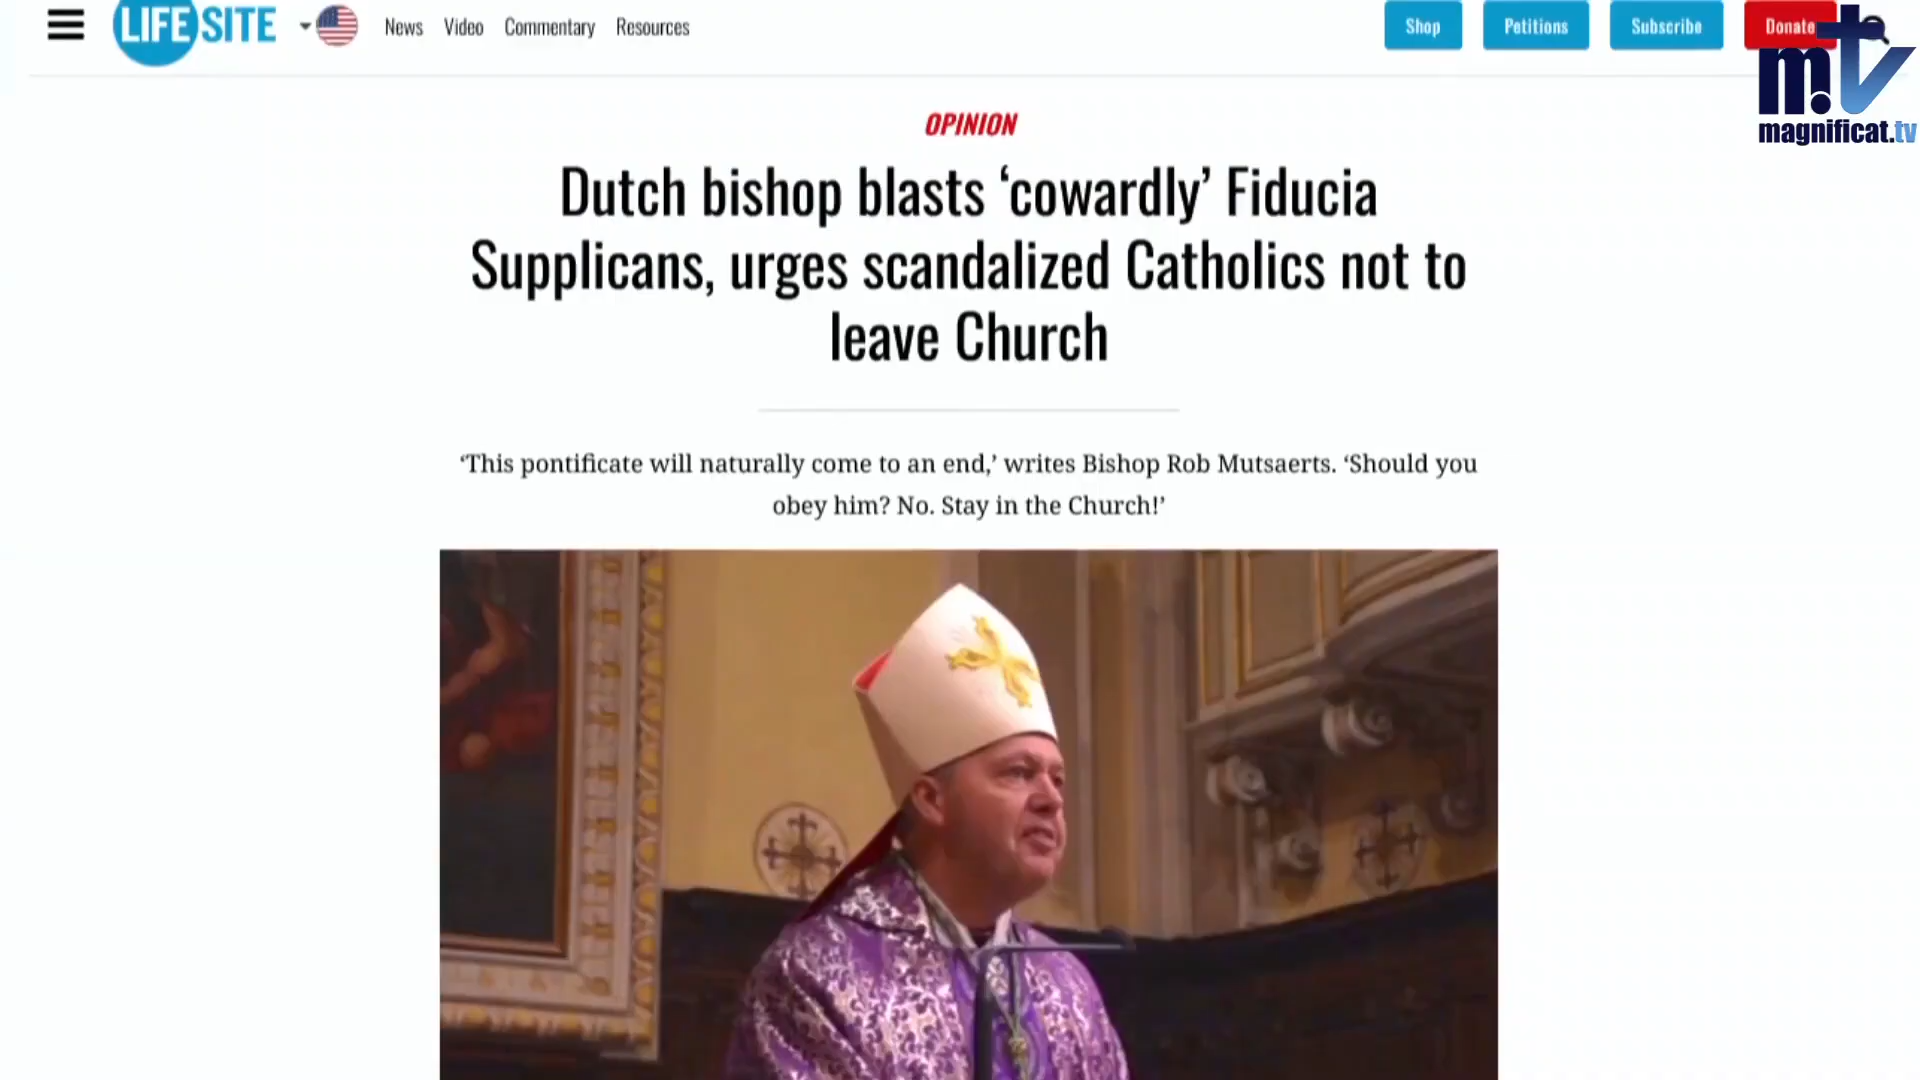 LIFE SITE
News Video Commentary Resources
Shop Petitions Subscribe Donate
m.tv
magnificat.tv
OPINION
Dutch bishop blasts ‘cowardly’ Fiducia
Supplicans, urges scandalized Catholics not to
leave Church
‘This pontificate will naturally come to an end,’ writes Bishop Rob Mutsaerts. ‘Should you
obey him? No. Stay in the Church!’